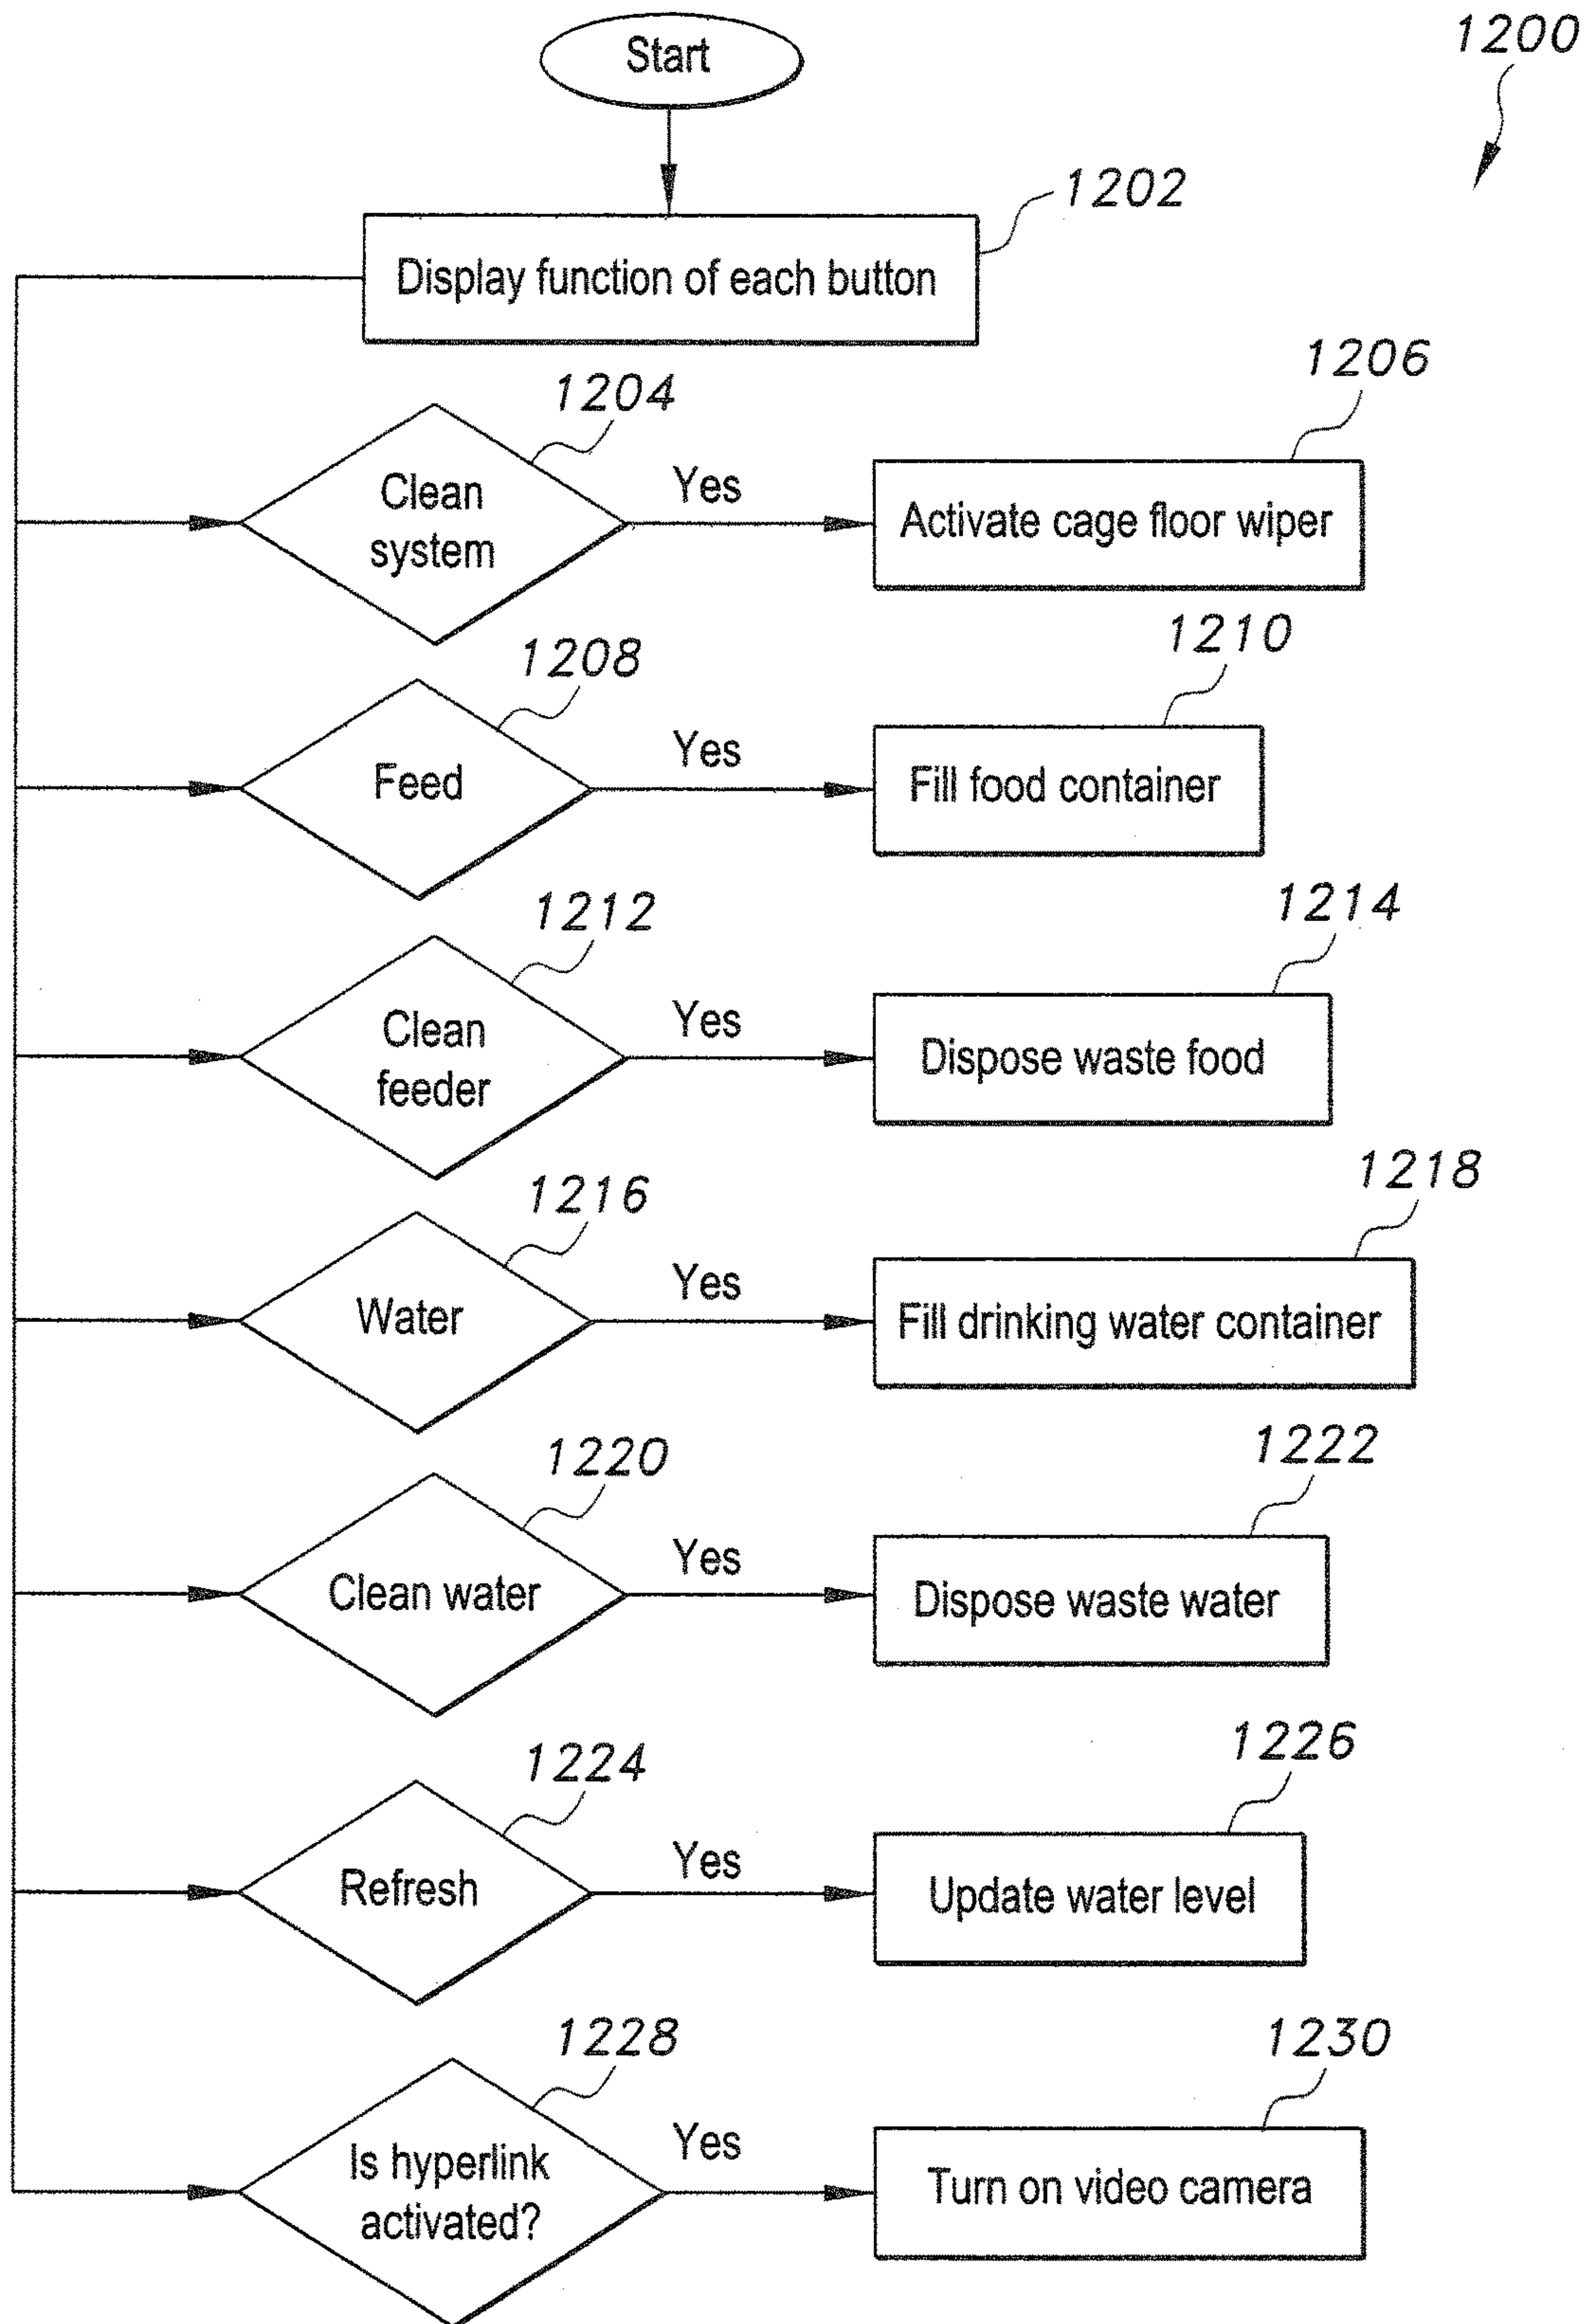 Start
1200
1202
Display function of each button
1204
1206
Clean
system
Yes
Activate cage floor wiper
1208
1210
Feed
Yes
Fill food container
1212
1214
Clean
feeder
Yes
Dispose waste food
1216
1218
Water
Yes
Fill drinking water container
1220
1222
Clean water
Yes
Dispose waste water
1224
1226
Refresh
Yes
Update water level
1228
1230
Is hyperlink
activated?
Yes
Turn on video camera